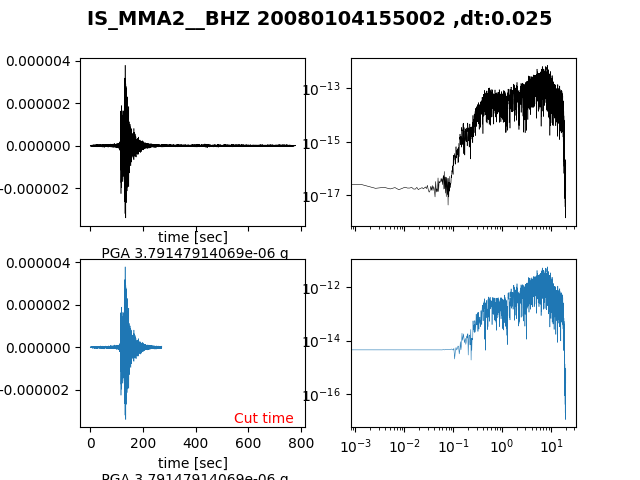 IS_MMA2__BHZ 20080104155002 ,dt:0.025
0.000004
0.000002
0.000000
-0.000002
time [sec]
PGA 3.79147914069e-06 g
10^-13
10^-15
10^-17
0.000004
0.000002
0.000000
-0.000002
Cut time
0 200 400 600 800
time [sec]
PGA 3.79147914069e-06 g
10^-12
10^-14
10^-16
10^-3 10^-2 10^-1 10^0 10^1